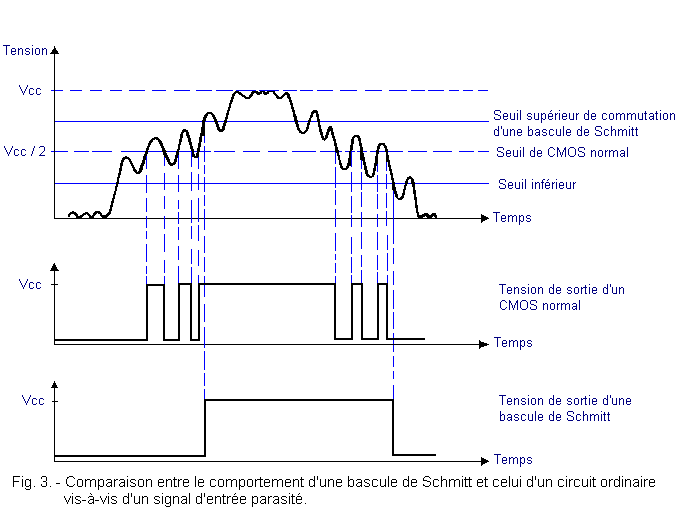 Tension
Vcc
Seuil supérieur de commutation
d'une bascule de Schmitt
Vcc / 2
Seuil de CMOS normal
Seuil inférieur
Temps
Vcc
Tension de sortie d'un
CMOS normal
Temps
Vcc
Tension de sortie d'une
bascule de Schmitt
Temps
Fig. 3. - Comparaison entre le comportement d'une bascule de Schmitt et celui d'un circuit ordinaire
vis-à-vis d'un signal d'entrée parasité.